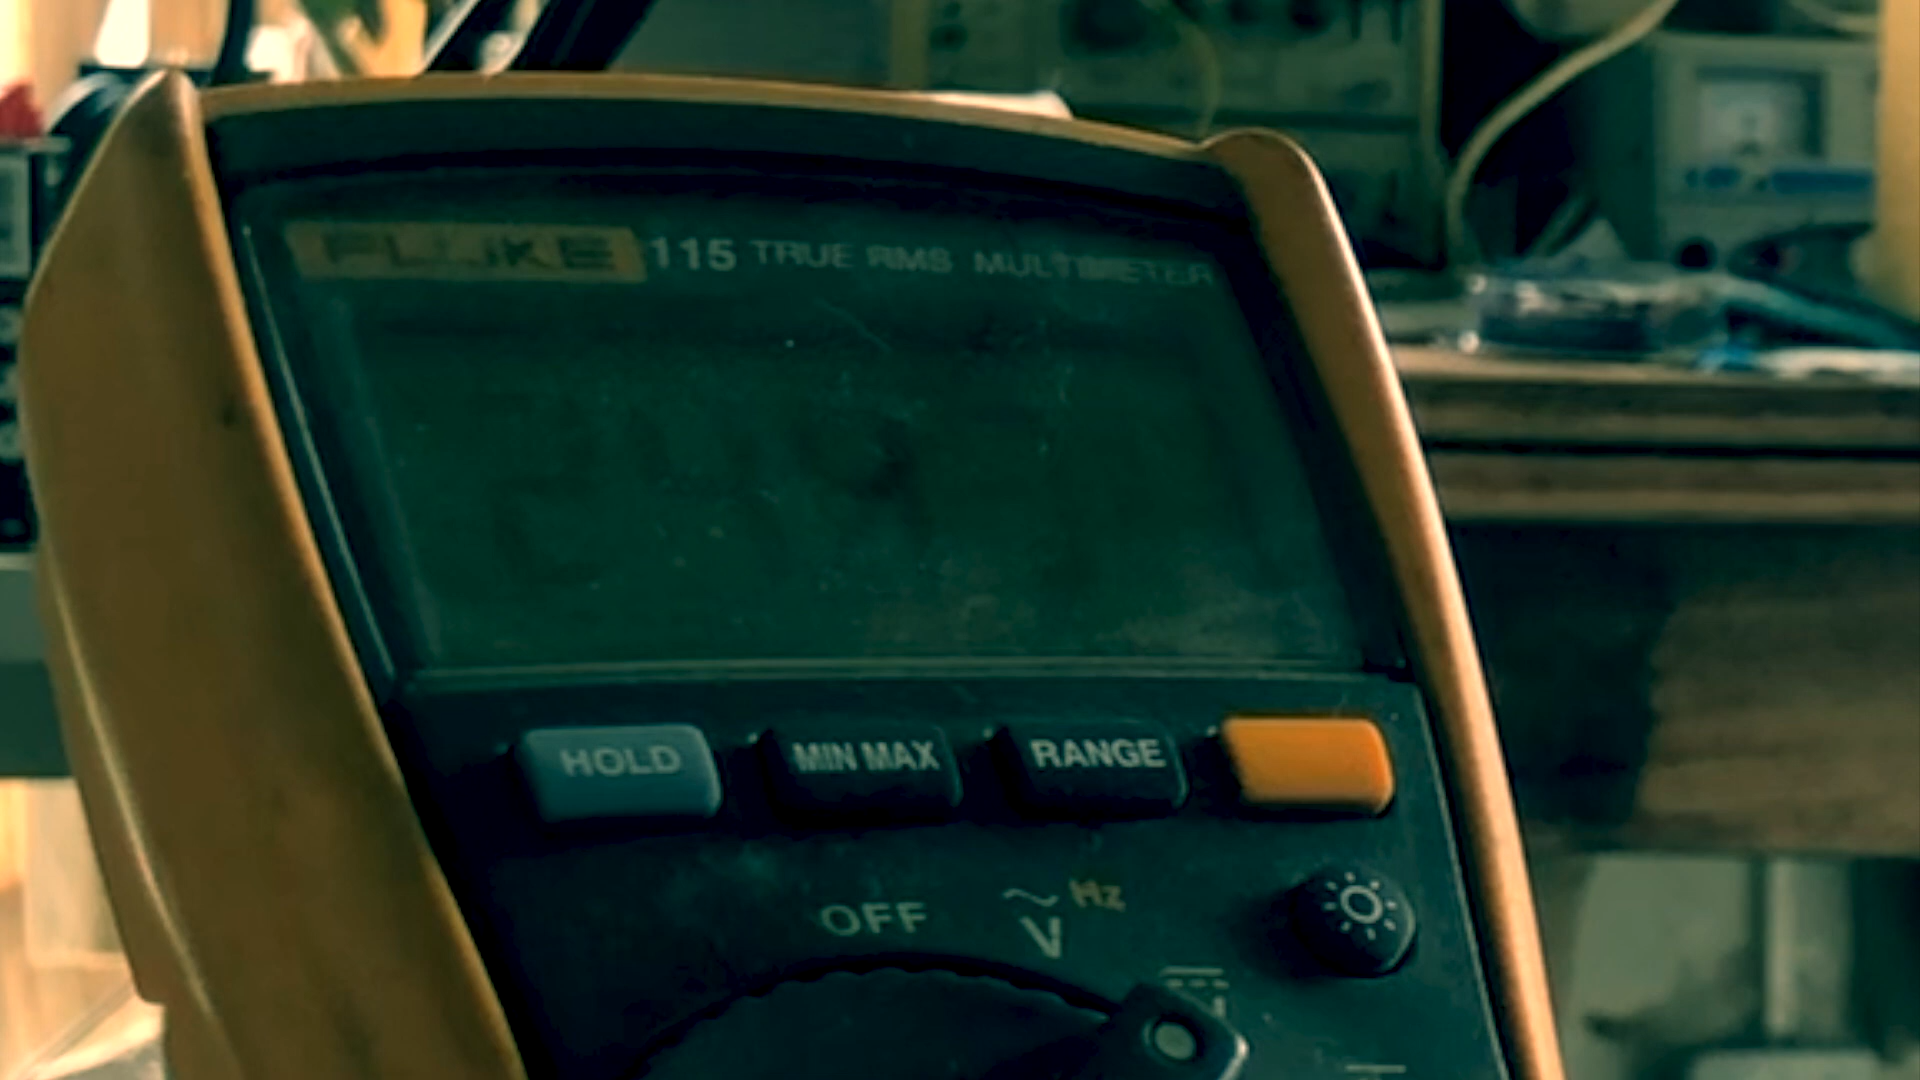 FLUKE 115 TRUE RMS MULTIMETER
HOLD MIN MAX RANGE
OFF V Hz